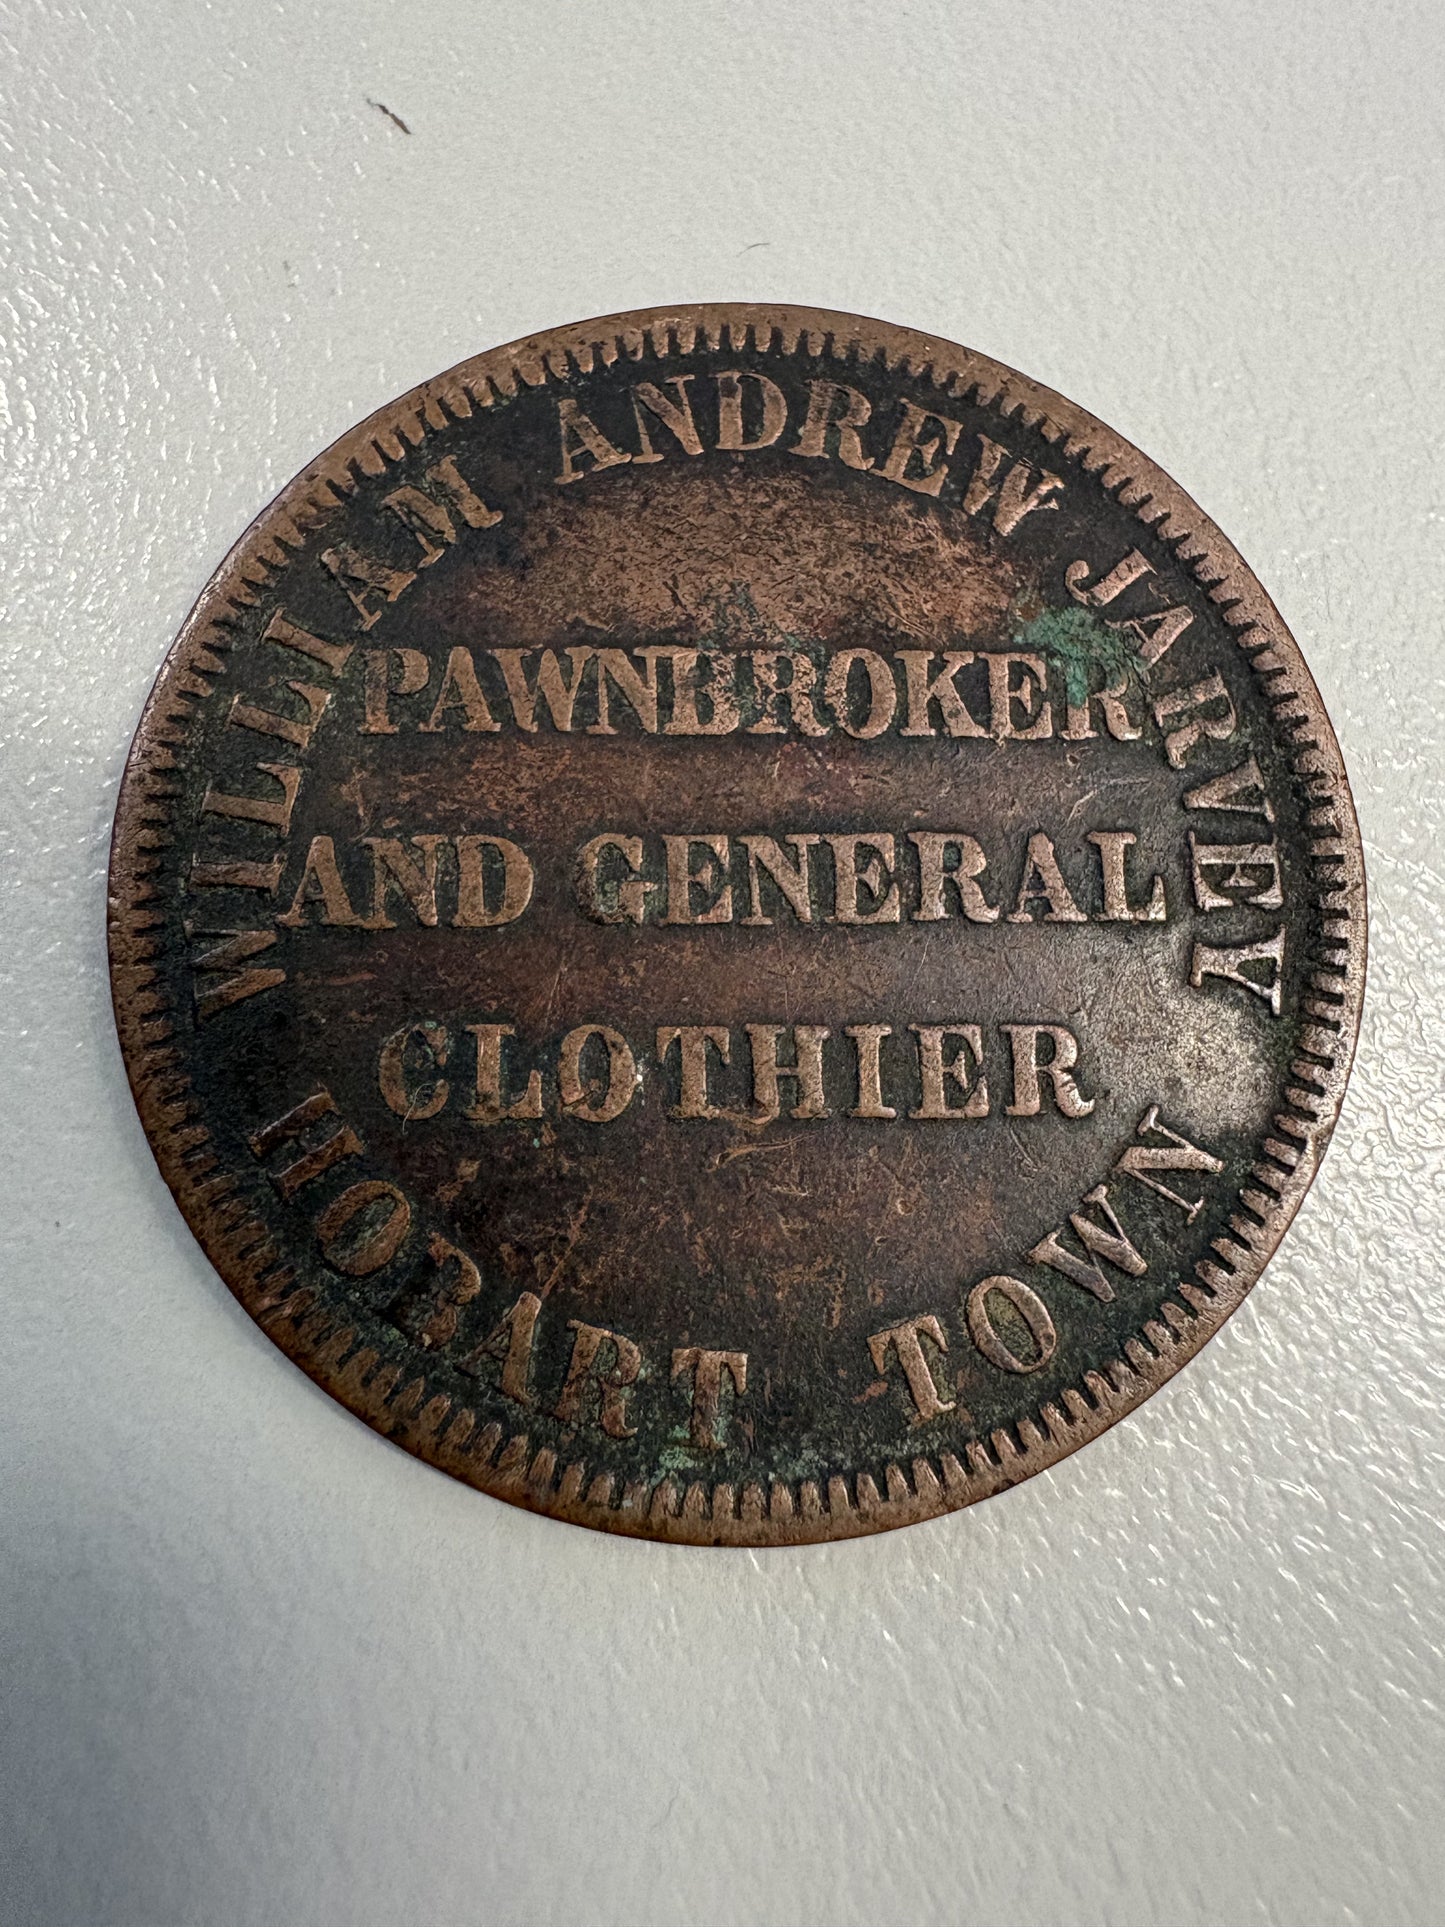 WILLIAM ANDREW JARVEY
PAWNBROKER
AND GENERAL
CLOTHIER
HOBART TOWN